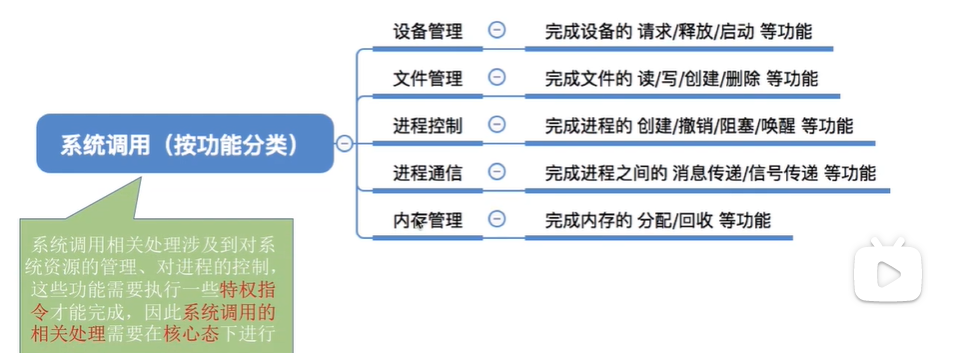 设备管理 完成设备的 请求/释放/启动 等功能
文件管理 完成文件的 读/写/创建/删除 等功能
系统调用（按功能分类）
进程控制 完成进程的 创建/撤销/阻塞/唤醒 等功能
进程通信 完成进程之间的 消息传递/信号传递 等功能
内存管理 完成内存的 分配/回收 等功能
系统调用相关处理涉及到对系
统资源的管理、对进程的控制，
这些功能需要执行一些特权指
令才能完成，因此系统调用的
相关处理需要在核心态下进行